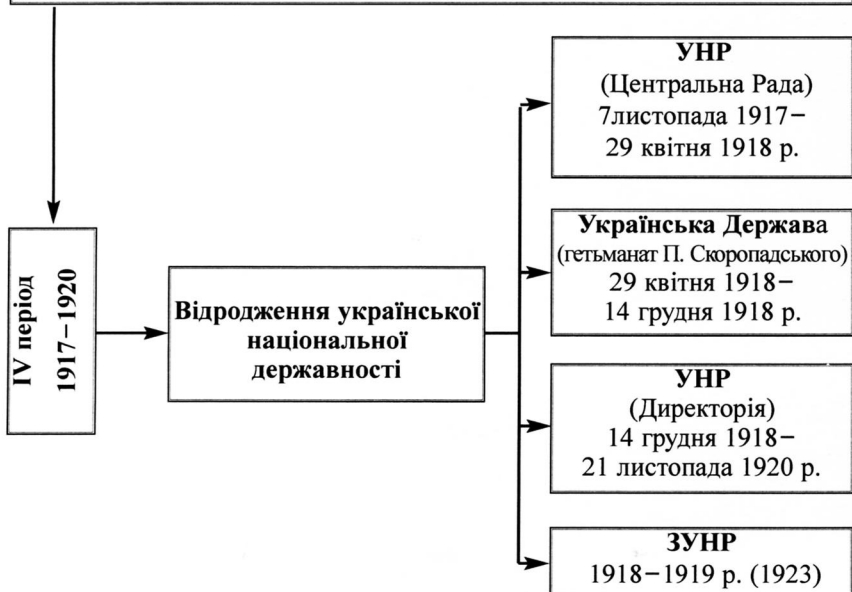 IV період
1917–1920
Відродження української
національної
державності
УНР
(Центральна Рада)
7листопада 1917–
29 квітня 1918 р.
Українська Держава
(гетьманат П. Скоропадського)
29 квітня 1918–
14 грудня 1918 р.
УНР
(Директорія)
14 грудня 1918–
21 листопада 1920 р.
ЗУНР
1918–1919 р. (1923)